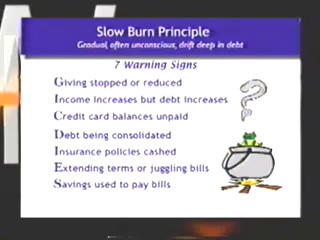 Slow Burn Principle
Gradual, often unconscious, drift deep in debt
7 Warning Signs
Giving stopped or reduced
Income increases but debt increases
Credit card balances unpaid
Debt being consolidated
Insurance policies cashed
Extending terms or juggling bills
Savings used to pay bills